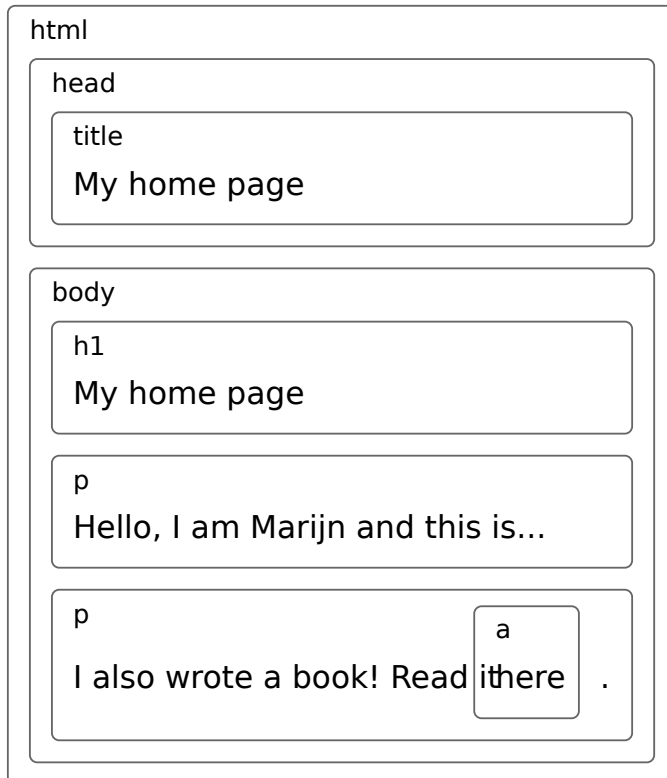 html
head
title
My home page
body
h1
My home page
p
Hello, I am Marijn and this is...
p
a
I also wrote a book! Read it here .